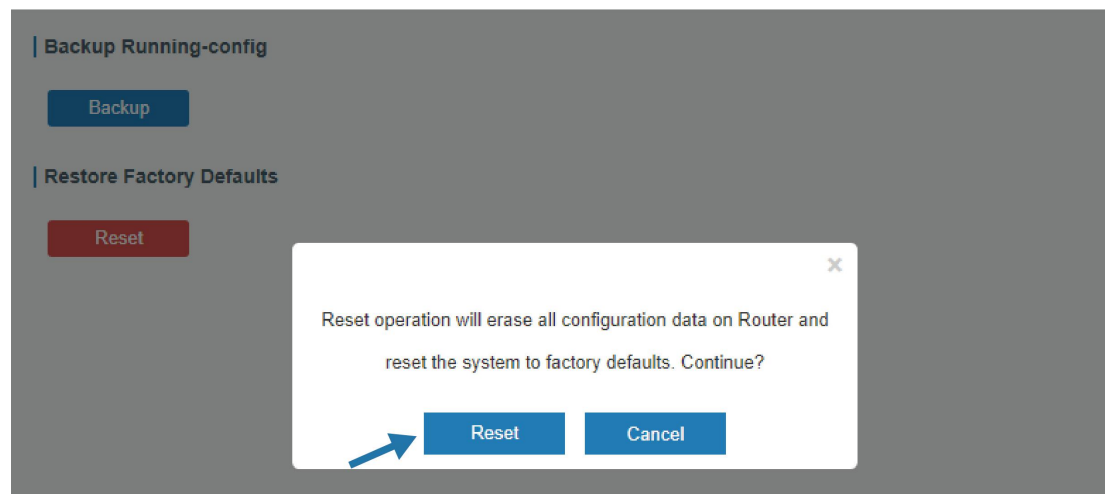 Backup Running-config
Backup
Restore Factory Defaults
Reset
×
Reset operation will erase all configuration data on Router and
reset the system to factory defaults. Continue?
Reset Cancel